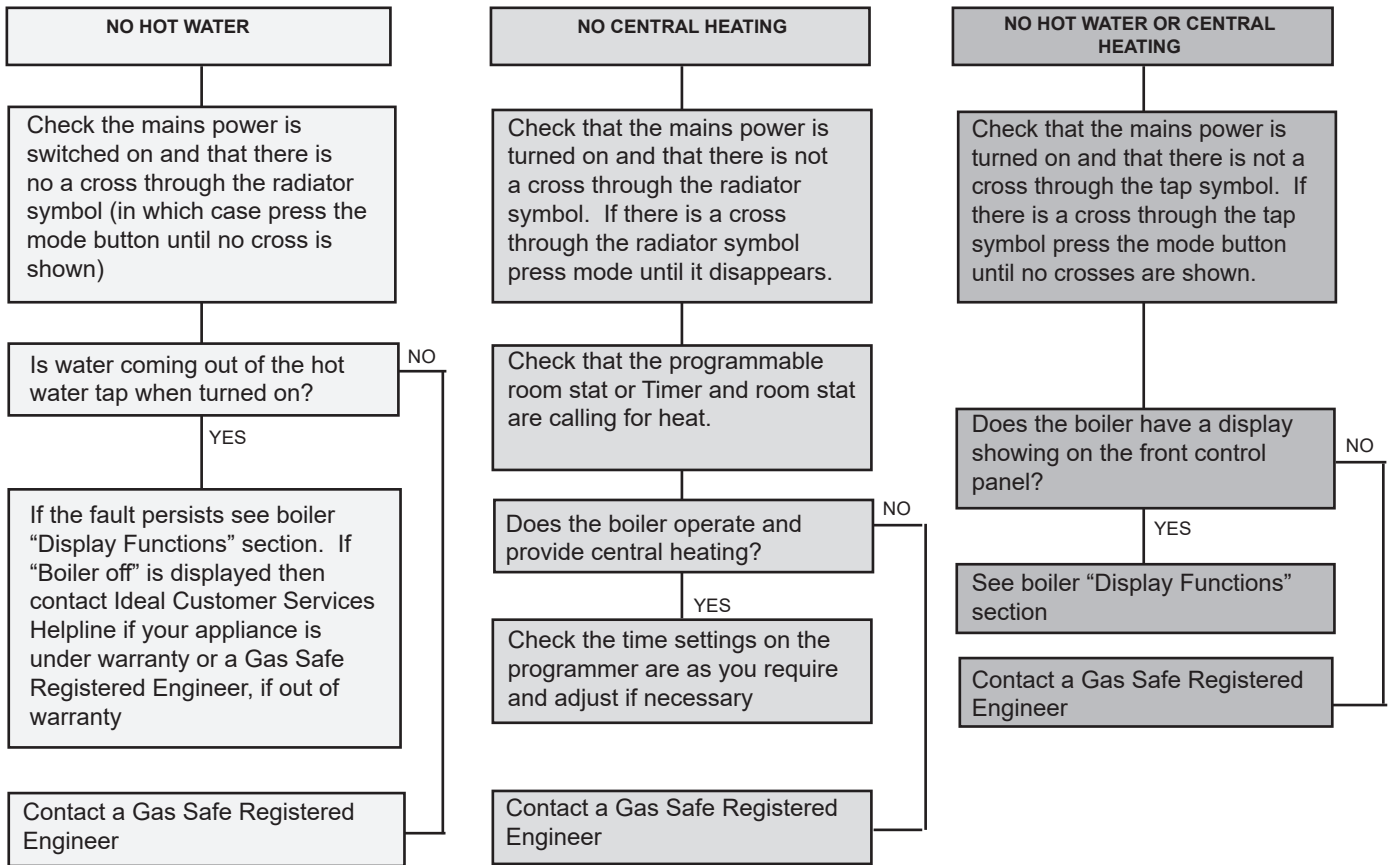 NO HOT WATER
Check the mains power is
switched on and that there is
no a cross through the radiator
symbol (in which case press the
mode button until no cross is
shown)
Is water coming out of the hot
water tap when turned on?
NO
YES
If the fault persists see boiler
“Display Functions” section.  If
“Boiler off” is displayed then
contact Ideal Customer Services
Helpline if your appliance is
under warranty or a Gas Safe
Registered Engineer, if out of
warranty
Contact a Gas Safe Registered
Engineer
NO CENTRAL HEATING
Check that the mains power is
turned on and that there is not
a cross through the radiator
symbol.  If there is a cross
through the radiator symbol
press mode until it disappears.
Check that the programmable
room stat or Timer and room stat
are calling for heat.
Does the boiler operate and
provide central heating?
NO
YES
Check the time settings on the
programmer are as you require
and adjust if necessary
Contact a Gas Safe Registered
Engineer
NO HOT WATER OR CENTRAL
HEATING
Check that the mains power is
turned on and that there is not a
cross through the tap symbol.  If
there is a cross through the tap
symbol press the mode button
until no crosses are shown.
Does the boiler have a display
showing on the front control
panel?
NO
YES
See boiler “Display Functions”
section
Contact a Gas Safe Registered
Engineer